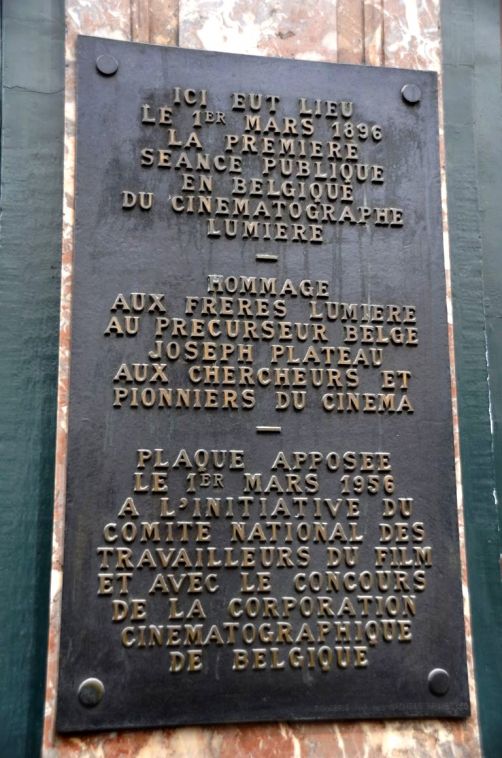 ICI EUT LIEU
LE 1ER MARS 1896
LA PREMIERE
SEANCE PUBLIQUE
EN BELGIQUE
DU CINEMATOGRAPHE
LUMIERE
—
HOMMAGE
AUX FRERES LUMIERE
AU PRECURSEUR BELGE
JOSEPH PLATEAU
AUX CHERCHEURS ET
PIONNIERS DU CINEMA
—
PLAQUE APPOSEE
LE 1ER MARS 1956
A L'INITIATIVE DU
COMITE NATIONAL DES
TRAVAILLEURS DU FILM
ET AVEC LE CONCOURS
DE LA CORPORATION
CINEMATOGRAPHIQUE
DE BELGIQUE